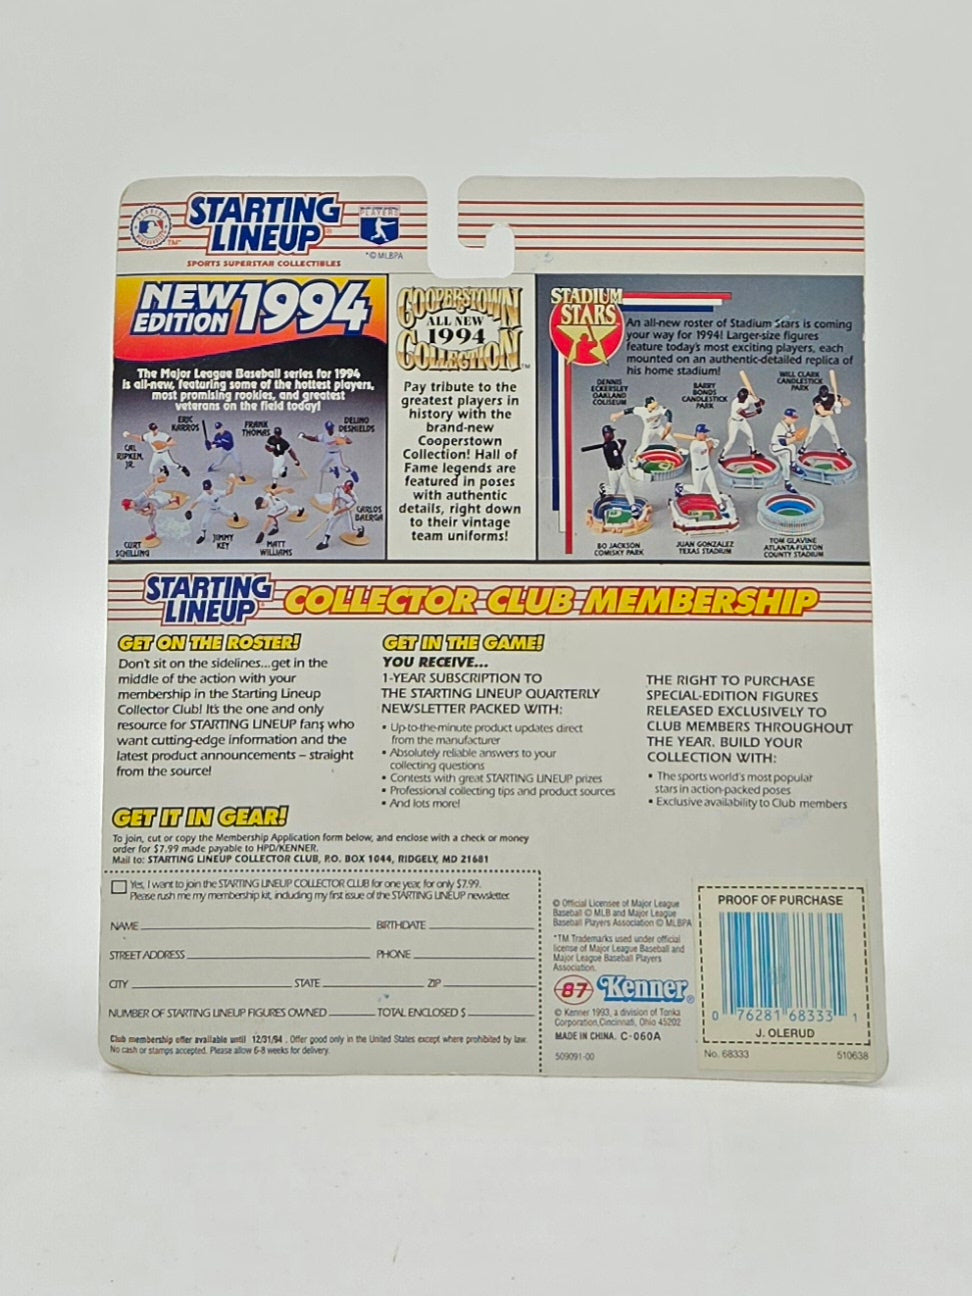 STARTING
LINEUP®
TM
SPORTS SUPERSTAR COLLECTIBLES
PLAYERS
*© MLBPA
NEW 1994
EDITION
The Major League Baseball series for 1994
is all-new, featuring some of the hottest players,
most promising rookies, and greatest
veterans on the field today!
CAL
RIPKEN,
JR.
ERIC
KARROS
FRANK
THOMAS
DELINO
DESHIELDS
CURT
SCHILLING
JIMMY
KEY
MATT
WILLIAMS
CARLOS
BAERGA
COOPERSTOWN
ALL NEW
1994
COLLECTION
TM
Pay tribute to the
greatest players in
history with the
brand-new
Cooperstown
Collection! Hall of
Fame legends are
featured in poses
with authentic
details, right down
to their vintage
team uniforms!
STADIUM
STARS
An all-new roster of Stadium Stars is coming
your way for 1994! Larger-size figures
feature today's most exciting players, each
mounted on an authentic-detailed replica of
his home stadium!
DENNIS
ECKERSLEY
OAKLAND
COLISEUM
BARRY
BONDS
CANDLESTICK
PARK
WILL CLARK
CANDLESTICK
PARK
BO JACKSON
COMISKY PARK
JUAN GONZALEZ
TEXAS STADIUM
TOM GLAVINE
ATLANTA-FULTON
COUNTY STADIUM
STARTING
LINEUP® COLLECTOR CLUB MEMBERSHIP
GET ON THE ROSTER!
Don't sit on the sidelines...get in the
middle of the action with your
membership in the Starting Lineup
Collector Club! It's the one and only
resource for STARTING LINEUP fans who
want cutting-edge information and the
latest product announcements – straight
from the source!
GET IN THE GAME!
YOU RECEIVE...
1-YEAR SUBSCRIPTION TO
THE STARTING LINEUP QUARTERLY
NEWSLETTER PACKED WITH:
• Up-to-the-minute product updates direct
from the manufacturer
• Absolutely reliable answers to your
collecting questions
• Contests with great STARTING LINEUP prizes
• Professional collecting tips and product sources
• And lots more!
THE RIGHT TO PURCHASE
SPECIAL-EDITION FIGURES
RELEASED EXCLUSIVELY TO
CLUB MEMBERS THROUGHOUT
THE YEAR. BUILD YOUR
COLLECTION WITH:
• The sports world's most popular
stars in action-packed poses
• Exclusive availability to Club members
GET IT IN GEAR!
To join, cut or copy the Membership Application form below, and enclose with a check or money
order for $7.99 made payable to HPD/KENNER.
Mail to: STARTING LINEUP COLLECTOR CLUB, P.O. BOX 1044, RIDGELY, MD 21681
Yes, I want to join the STARTING LINEUP COLLECTOR CLUB for one year, for only $7.99.
Please rush me my membership kit, including my first issue of the STARTING LINEUP newsletter.
NAME BIRTHDATE
STREET ADDRESS PHONE
CITY STATE ZIP
NUMBER OF STARTING LINEUP FIGURES OWNED TOTAL ENCLOSED $
Club membership offer available until 12/31/94. Offer good only in the United States except where prohibited by law.
No cash or stamps accepted. Please allow 6-8 weeks for delivery.
© Official Licensee of Major League
Baseball © MLB and Major League
Baseball Players Association © MLBPA
*TM Trademarks used under official
license of Major League Baseball and
Major League Baseball Players
Association.
87 Kenner®
© Kenner 1993, a division of Tonka
Corporation, Cincinnati, Ohio 45202
MADE IN CHINA. C-060A
509091-00
PROOF OF PURCHASE
0 76281 68333 1
J. OLERUD
No. 68333 510638